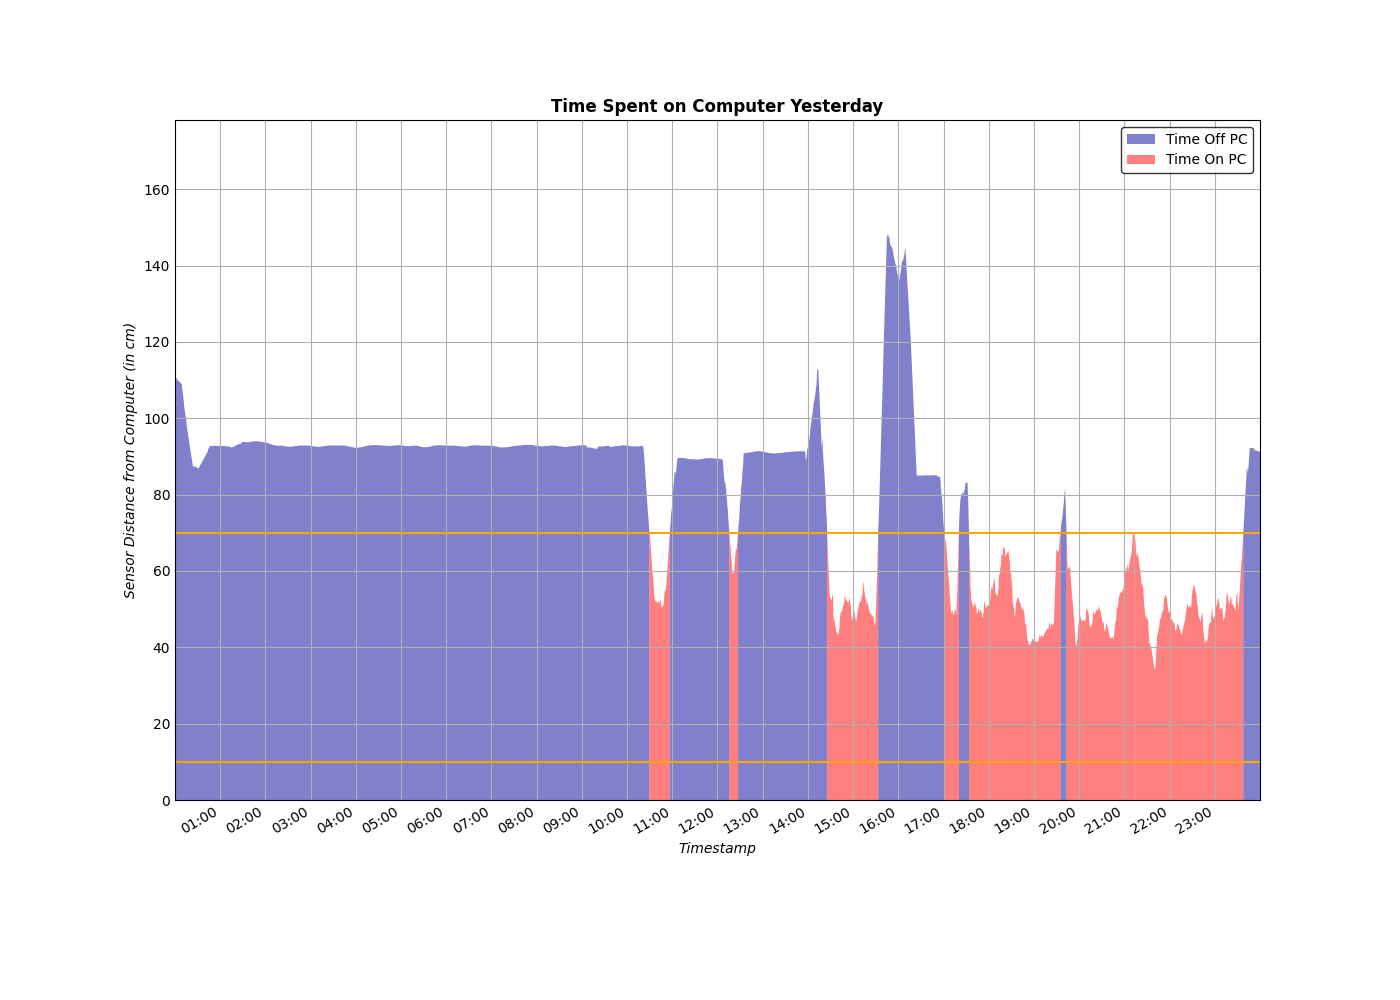 Time Spent on Computer Yesterday
Time Off PC
Time On PC
Sensor Distance from Computer (in cm)
160
140
120
100
80
60
40
20
0
01:00 02:00 03:00 04:00 05:00 06:00 07:00 08:00 09:00 10:00 11:00 12:00 13:00 14:00 15:00 16:00 17:00 18:00 19:00 20:00 21:00 22:00 23:00
Timestamp